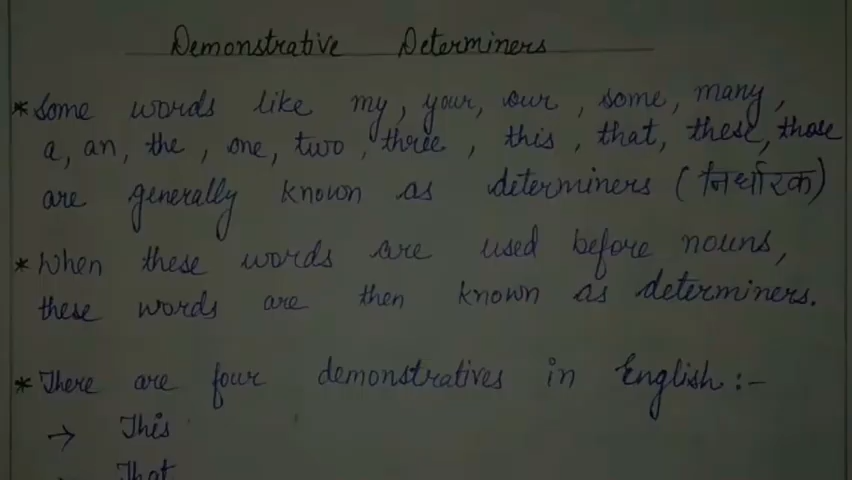 Demonstrative Determiners
* Some words like my, your, our, some, many,
a, an, the, one, two, three, this, that, these, those
are generally known as determiners (निर्धारक)
* When these words are used before nouns,
these words are then known as determiners.
* There are four demonstratives in English:-
→ This
→ That